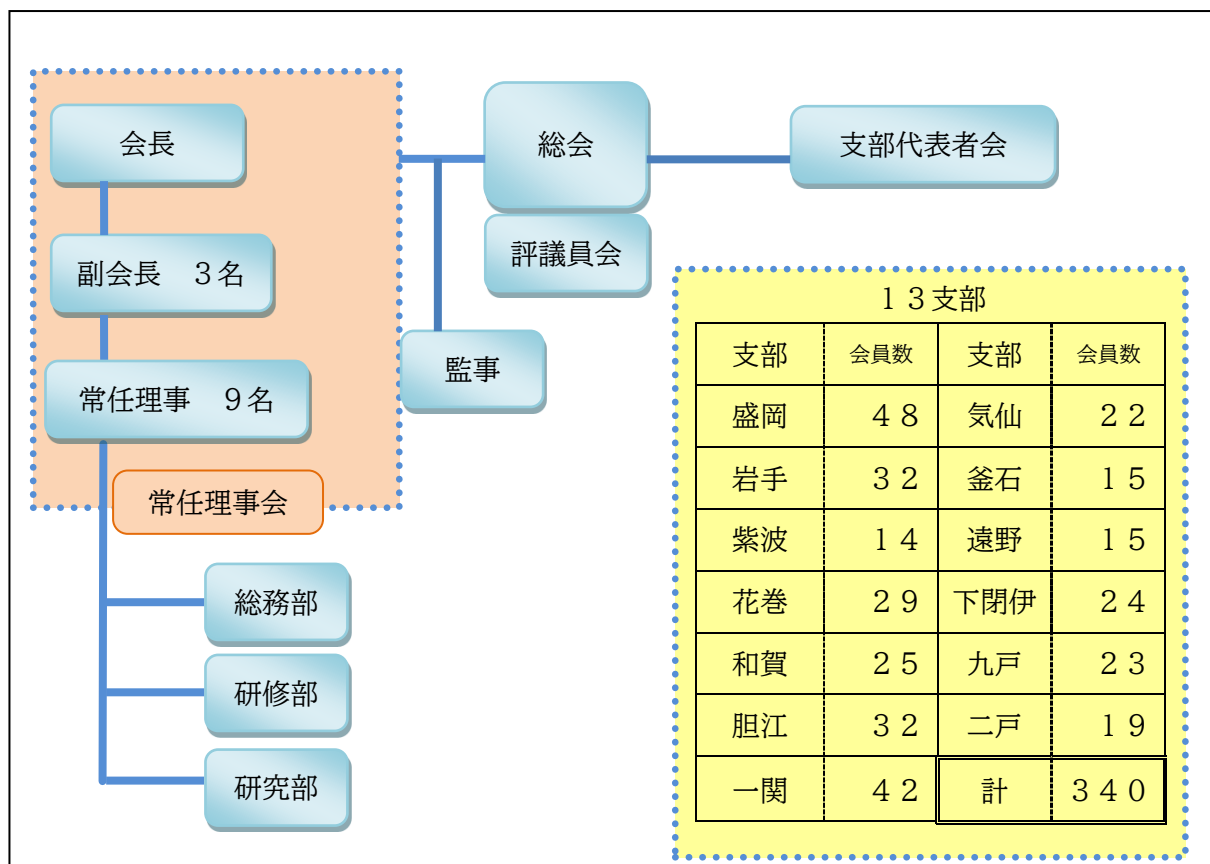 会長
副会長　３名
常任理事　９名
常任理事会
総務部
研修部
研究部
総会
評議員会
監事
支部代表者会
１３支部
支部 会員数 支部 会員数
盛岡 ４８ 気仙 ２２
岩手 ３２ 釜石 １５
紫波 １４ 遠野 １５
花巻 ２９ 下閉伊 ２４
和賀 ２５ 九戸 ２３
胆江 ３２ 二戸 １９
一関 ４２ 計 ３４０